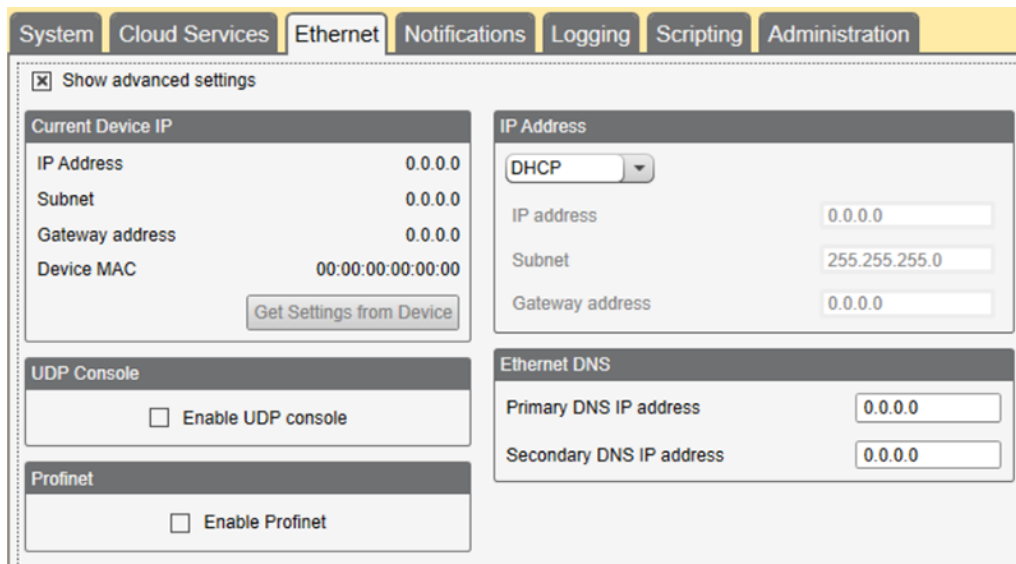 System Cloud Services Ethernet Notifications Logging Scripting Administration
Show advanced settings
Current Device IP
IP Address 0.0.0.0
Subnet 0.0.0.0
Gateway address 0.0.0.0
Device MAC 00:00:00:00:00:00
Get Settings from Device
UDP Console
Enable UDP console
Profinet
Enable Profinet
IP Address
DHCP
IP address 0.0.0.0
Subnet 255.255.255.0
Gateway address 0.0.0.0
Ethernet DNS
Primary DNS IP address 0.0.0.0
Secondary DNS IP address 0.0.0.0